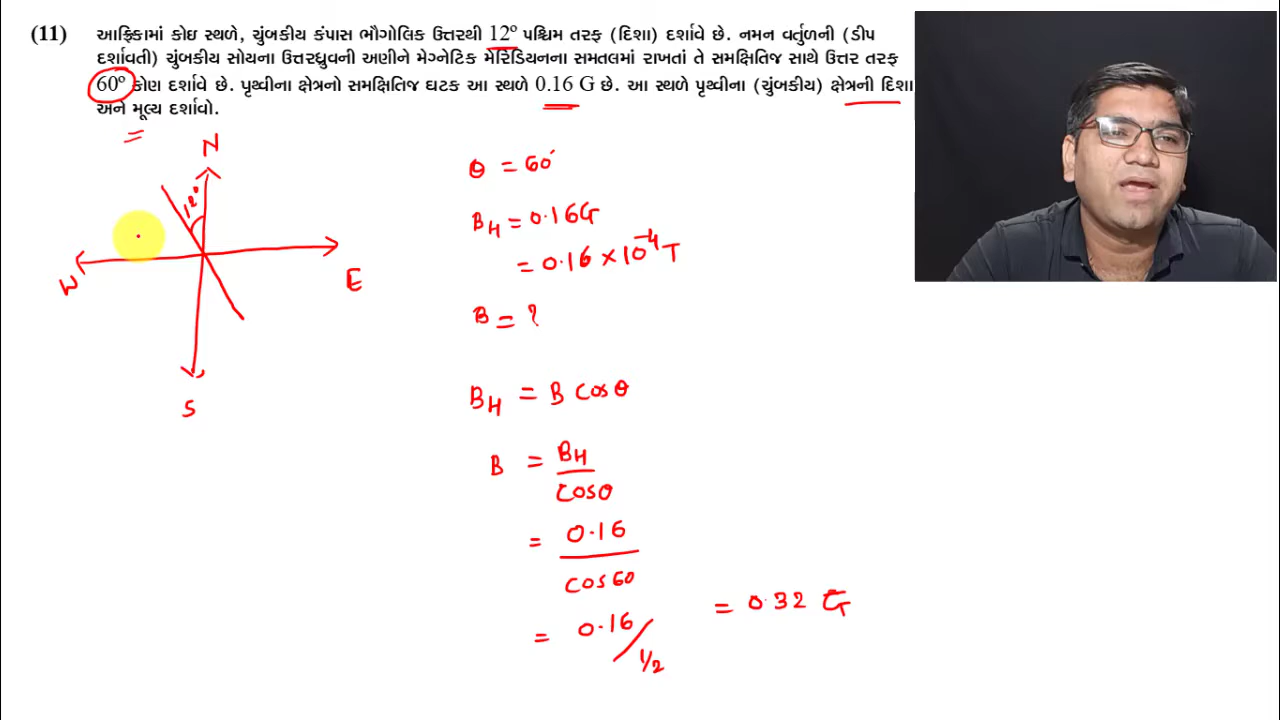 (11) આફ્રિકામાં કોઇ સ્થળે, ચુંબકીય કંપાસ ભૌગોલિક ઉત્તરથી 12° પશ્ચિમ તરફ (દિશા) દર્શાવે છે. નમન વર્તુળની (ડીપ
દર્શાવતી) ચુંબકીય સોયના ઉત્તરધ્રુવની અણીને મેગ્નેટિક મેરિડિયનના સમતલમાં રાખતાં તે સમક્ષિતિજ સાથે ઉત્તર તરફ
60° કોણ દર્શાવે છે. પૃથ્વીના ક્ષેત્રનો સમક્ષિતિજ ઘટક આ સ્થળે 0.16 G છે. આ સ્થળે પૃથ્વીના (ચુંબકીય) ક્ષેત્રની દિશા
અને મૂલ્ય દર્શાવો.
N
12°
W
E
S
θ = 60°
B_H = 0.16G
= 0.16 × 10⁻⁴ T
B = ?
B_H = B cosθ
B = B_H / cosθ
= 0.16 / cos60
= 0.16 / 1/2 = 0.32 G